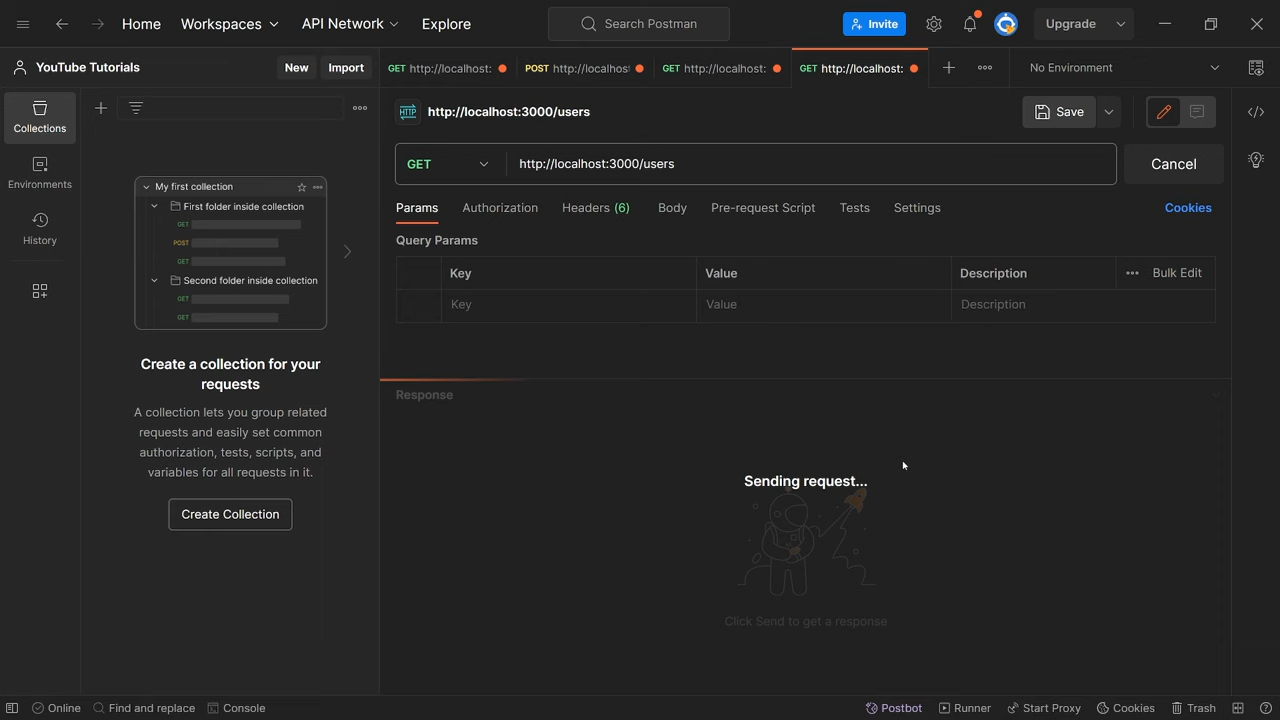 Home Workspaces API Network Explore Search Postman Invite Upgrade
YouTube Tutorials New Import GET http://localhost: POST http://localhost: GET http://localhost: GET http://localhost: No Environment
Collections
Environments
History
My first collection
First folder inside collection
GET
POST
GET
Second folder inside collection
GET
GET
Create a collection for your
requests
A collection lets you group related
requests and easily set common
authorization, tests, scripts, and
variables for all requests in it.
Create Collection
HTTP http://localhost:3000/users Save
GET http://localhost:3000/users Cancel
Params Authorization Headers (6) Body Pre-request Script Tests Settings Cookies
Query Params
Key Value Description Bulk Edit
Key Value Description
Response
Sending request...
Click Send to get a response
Online Find and replace Console Postbot Runner Start Proxy Cookies Trash